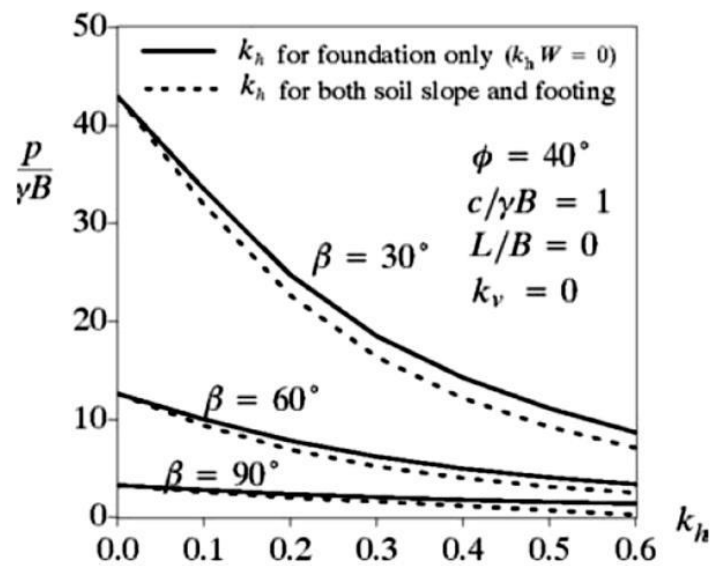 50
k_h for foundation only (k_h W = 0)
k_h for both soil slope and footing
40
p
γB
ϕ = 40°
c/γB = 1
30
β = 30°
L/B = 0
k_v = 0
20
β = 60°
10
β = 90°
0
k_h
0.0 0.1 0.2 0.3 0.4 0.5 0.6